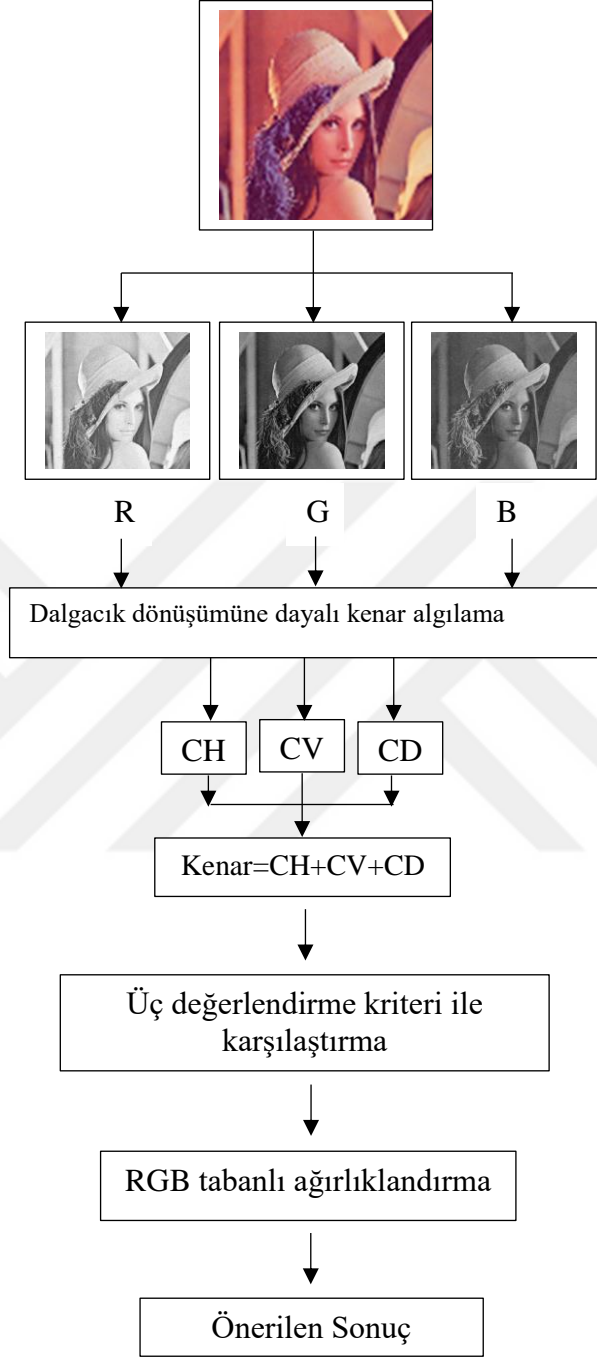 R
G
B
Dalgacık dönüşümüne dayalı kenar algılama
CH
CV
CD
Kenar=CH+CV+CD
Üç değerlendirme kriteri ile
karşılaştırma
RGB tabanlı ağırlıklandırma
Önerilen Sonuç